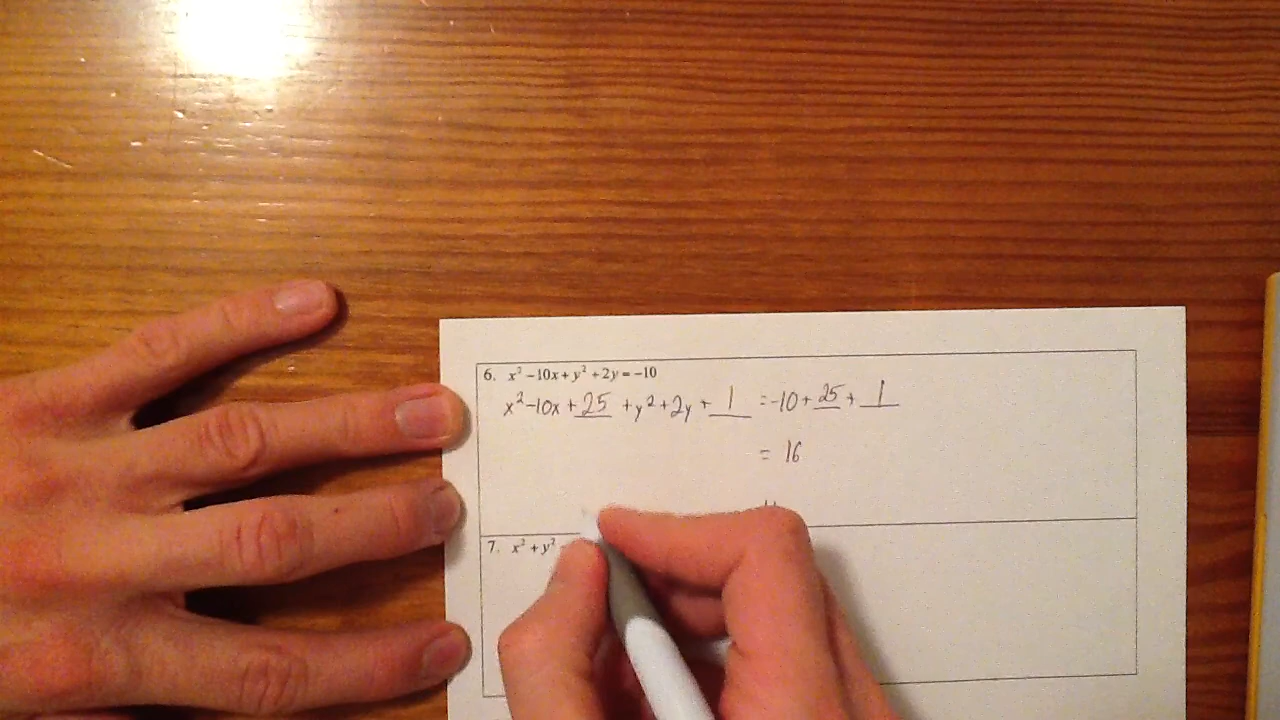 6. x² - 10x + y² + 2y = -10
x² - 10x + 25 + y² + 2y + 1 = -10 + 25 + 1
= 16
7. x² + y²